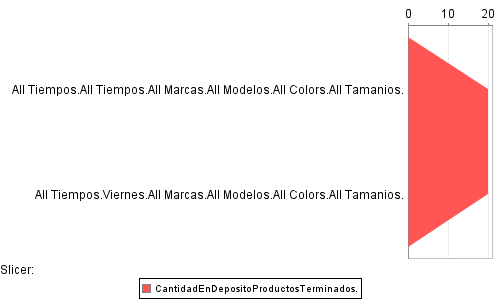 0 10 20
All Tiempos.All Tiempos.All Marcas.All Modelos.All Colors.All Tamanios.
All Tiempos.Viernes.All Marcas.All Modelos.All Colors.All Tamanios.
Slicer:
CantidadEnDepositoProductosTerminados.